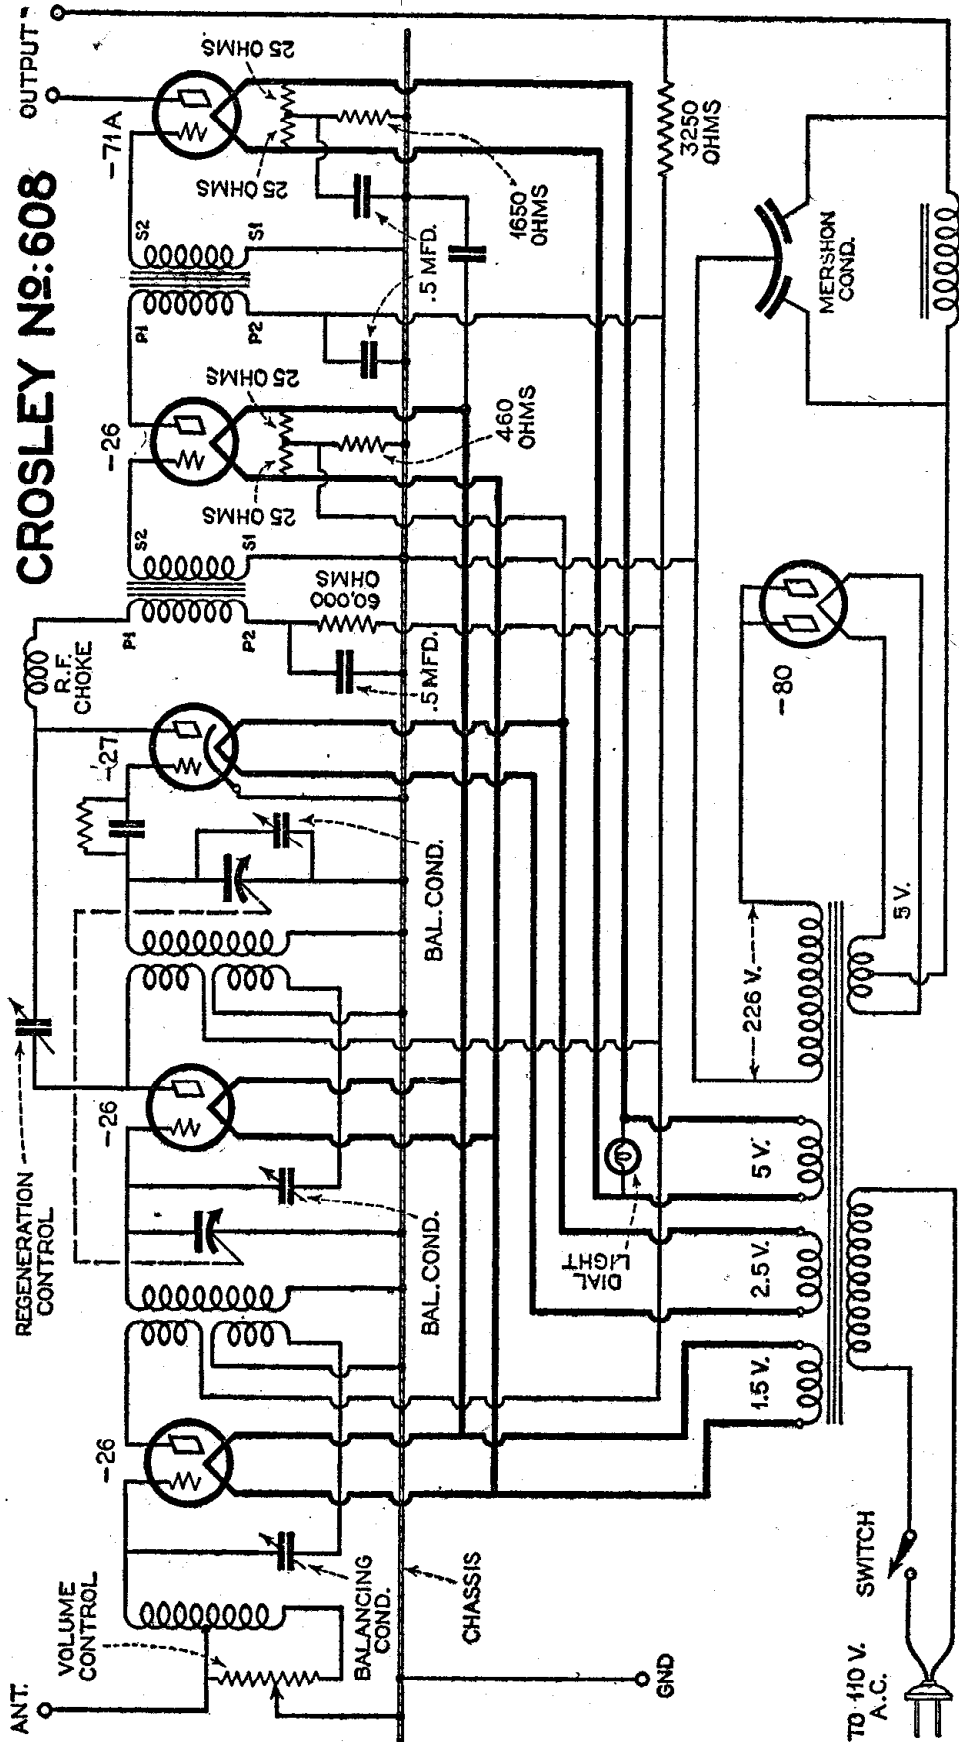 CROSLEY No: 608
ANT.
VOLUME
CONTROL
BALANCING
COND.
CHASSIS
GND
-26
REGENERATION
CONTROL
BAL. COND.
-26
BAL. COND.
-27
R.F.
CHOKE
P1
P2
S2
S1
60,000
OHMS
.5 MFD.
-26
25 OHMS
25 OHMS
460
OHMS
P1
P2
S2
S1
.5 MFD.
-71A
25 OHMS
25 OHMS
1650
OHMS
OUTPUT
3250
OHMS
MERSHON
COND.
-80
226 V.
5 V.
DIAL
LIGHT
5 V.
2.5 V.
1.5 V.
SWITCH
TO 110 V.
A.C.